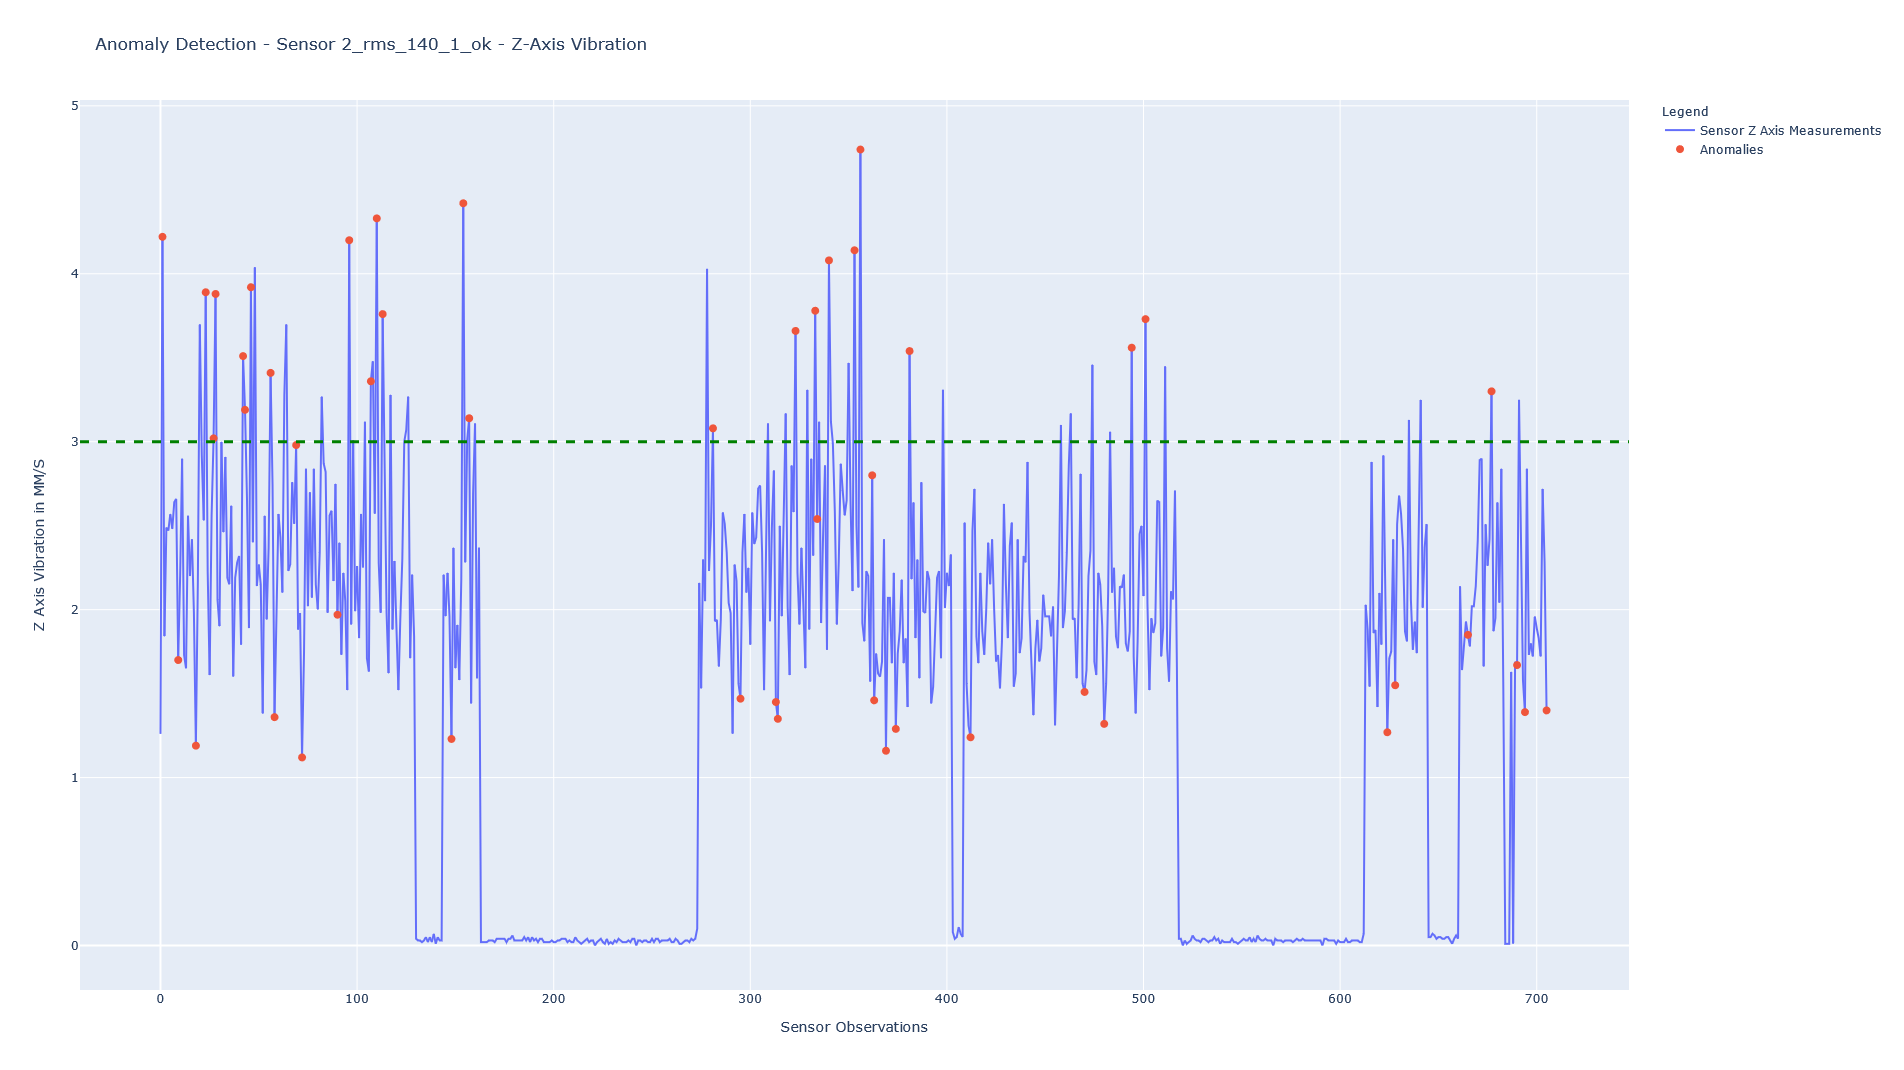 Anomaly Detection - Sensor 2_rms_140_1_ok - Z-Axis Vibration
Legend
Sensor Z Axis Measurements
Anomalies
5
4
3
2
1
0
Z Axis Vibration in MM/S
0
100
200
300
400
500
600
700
Sensor Observations